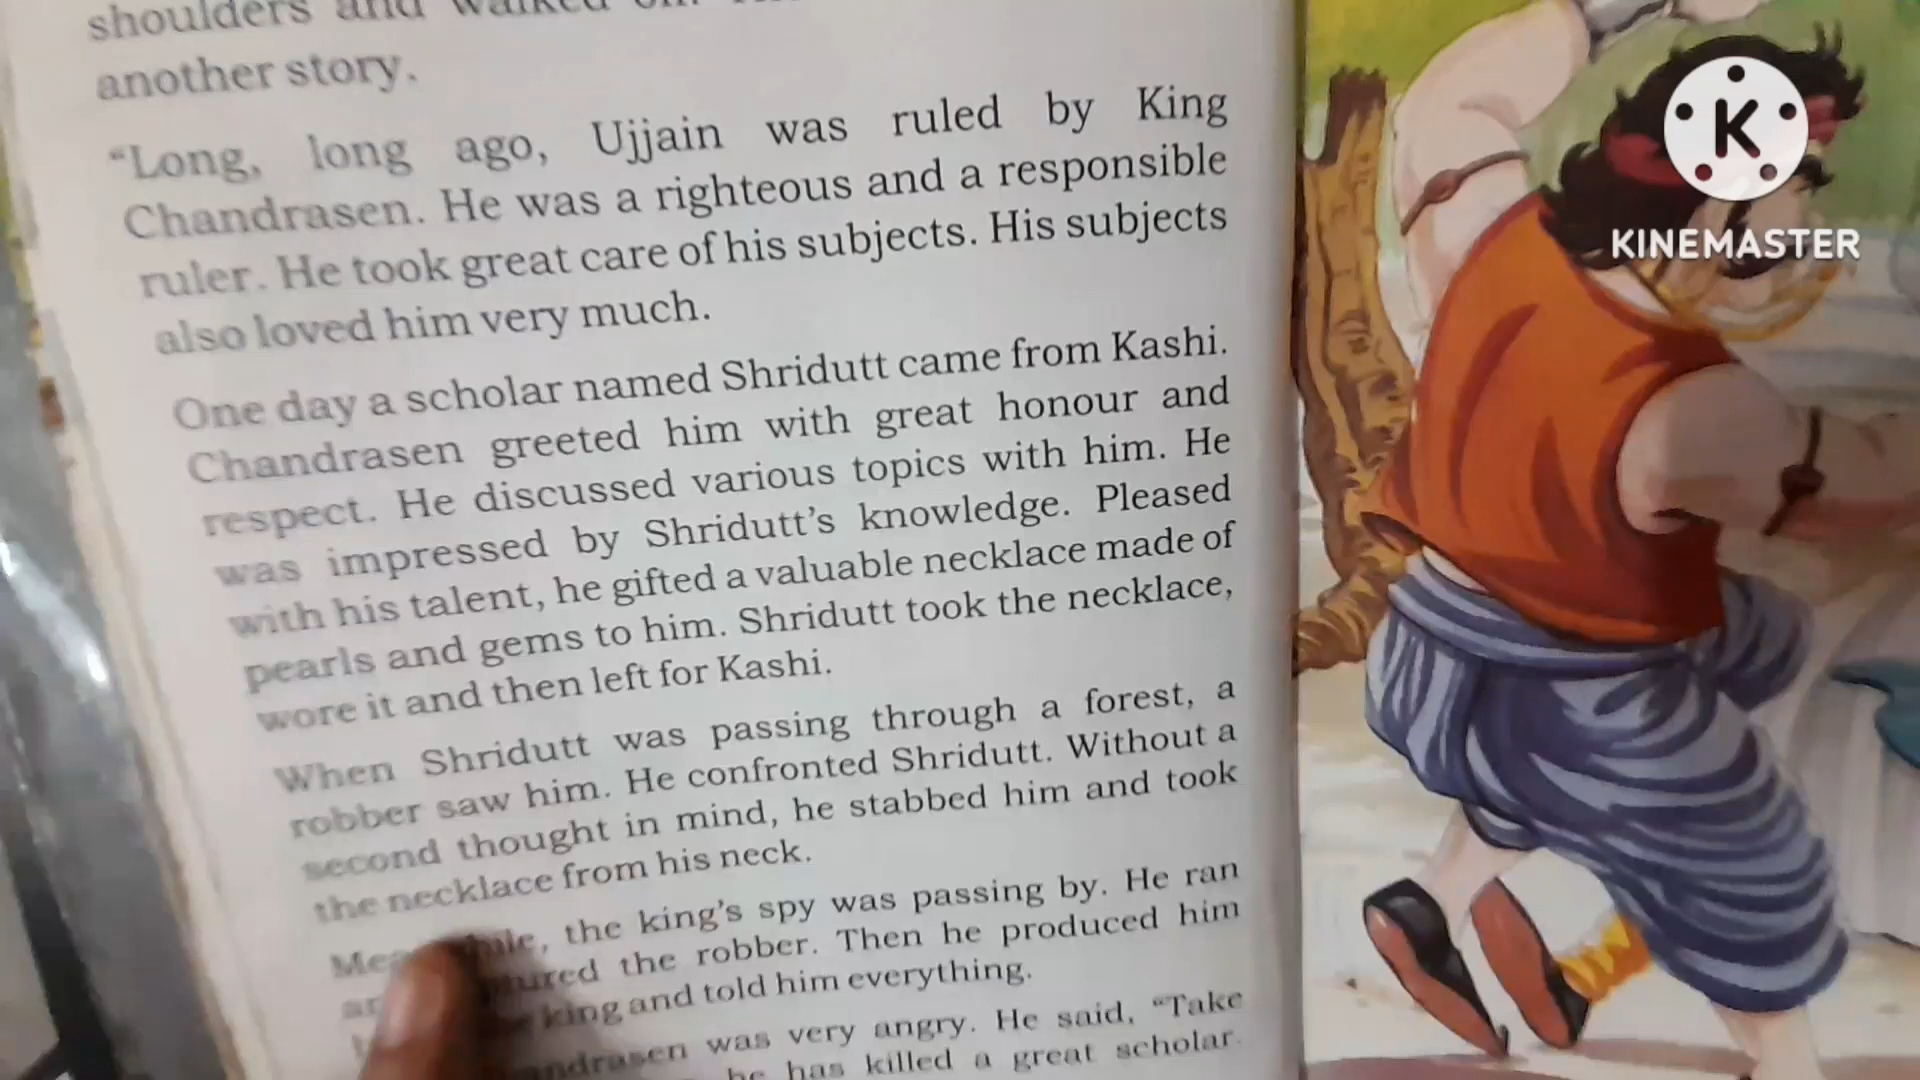 shoulders and walked on.
another story.
“Long, long ago, Ujjain was ruled by King
Chandrasen. He was a righteous and a responsible
ruler. He took great care of his subjects. His subjects
also loved him very much.
One day a scholar named Shridutt came from Kashi.
Chandrasen greeted him with great honour and
respect. He discussed various topics with him. He
was impressed by Shridutt’s knowledge. Pleased
with his talent, he gifted a valuable necklace made of
pearls and gems to him. Shridutt took the necklace,
wore it and then left for Kashi.
When Shridutt was passing through a forest, a
robber saw him. He confronted Shridutt. Without a
second thought in mind, he stabbed him and took
the necklace from his neck.
the king’s spy was passing by. He ran
the robber. Then he produced him
king and told him everything.
was very angry. He said, “Take
he has killed a great scholar.
K
KINEMASTER